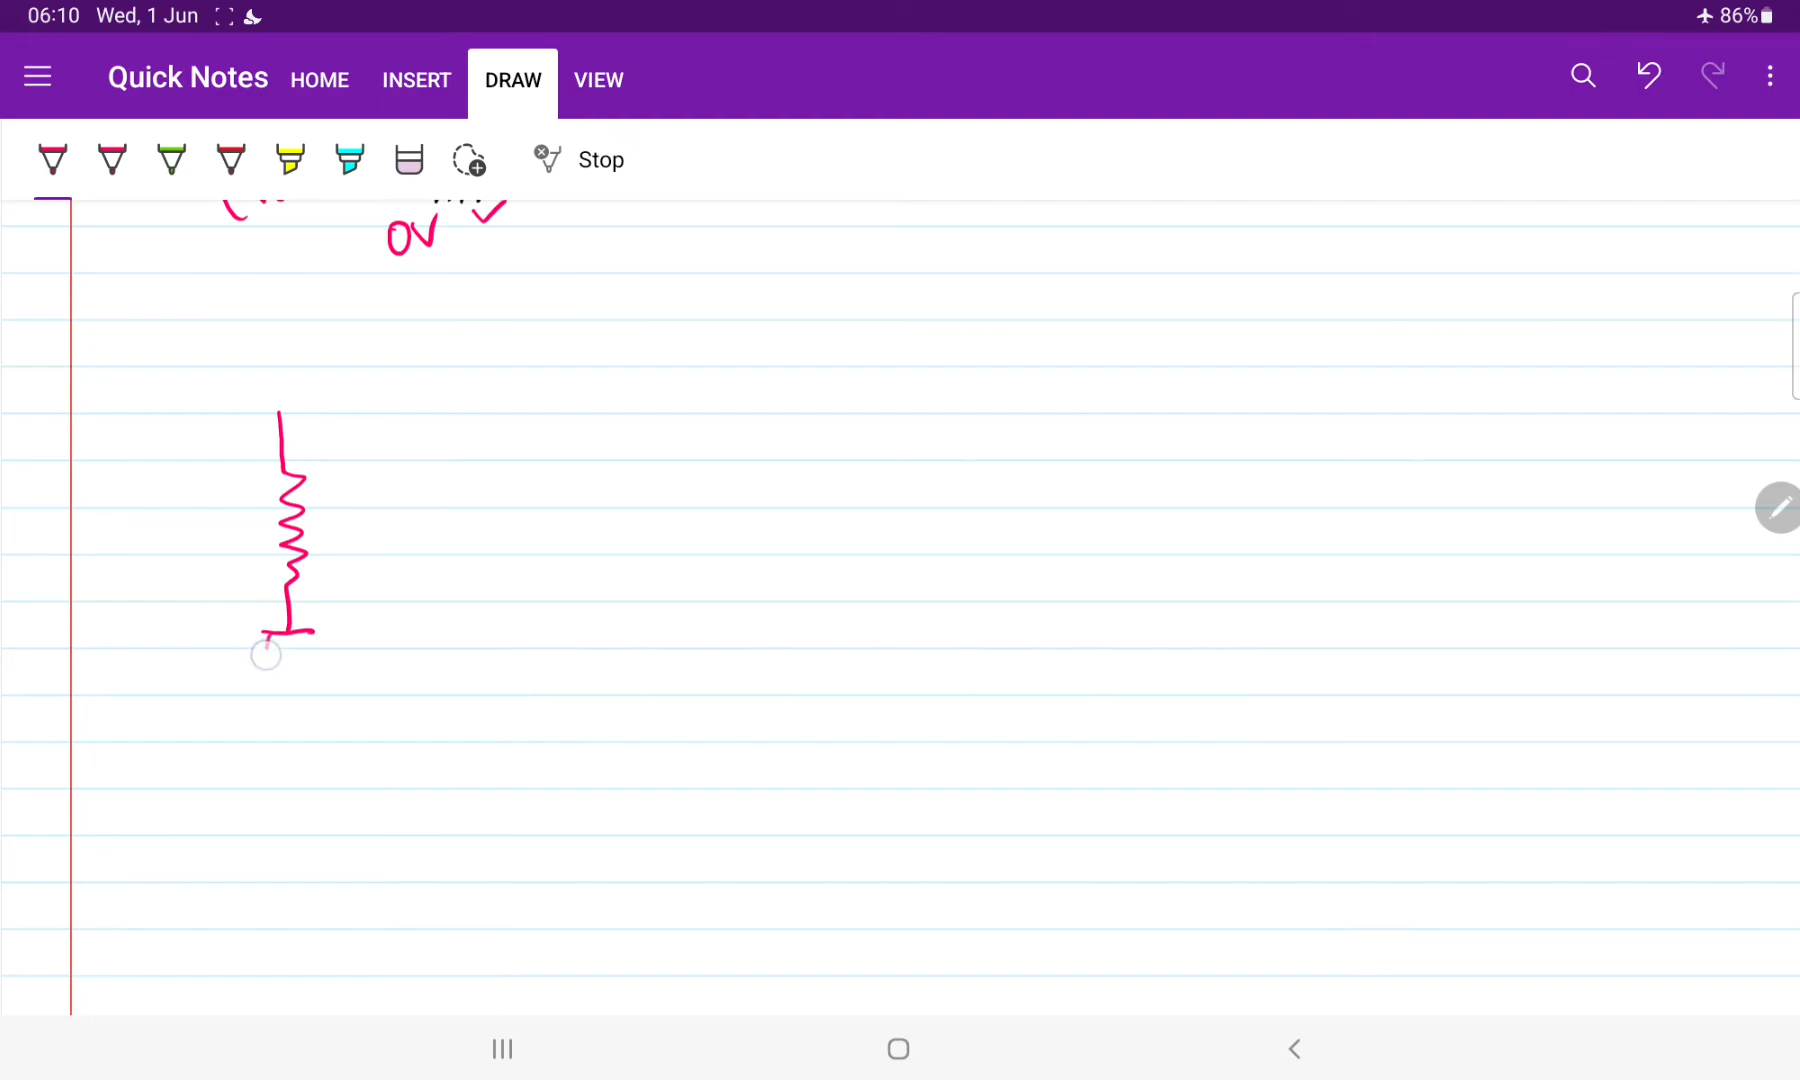 06:10 Wed, 1 Jun 86%
Quick Notes HOME INSERT DRAW VIEW
Stop
0V